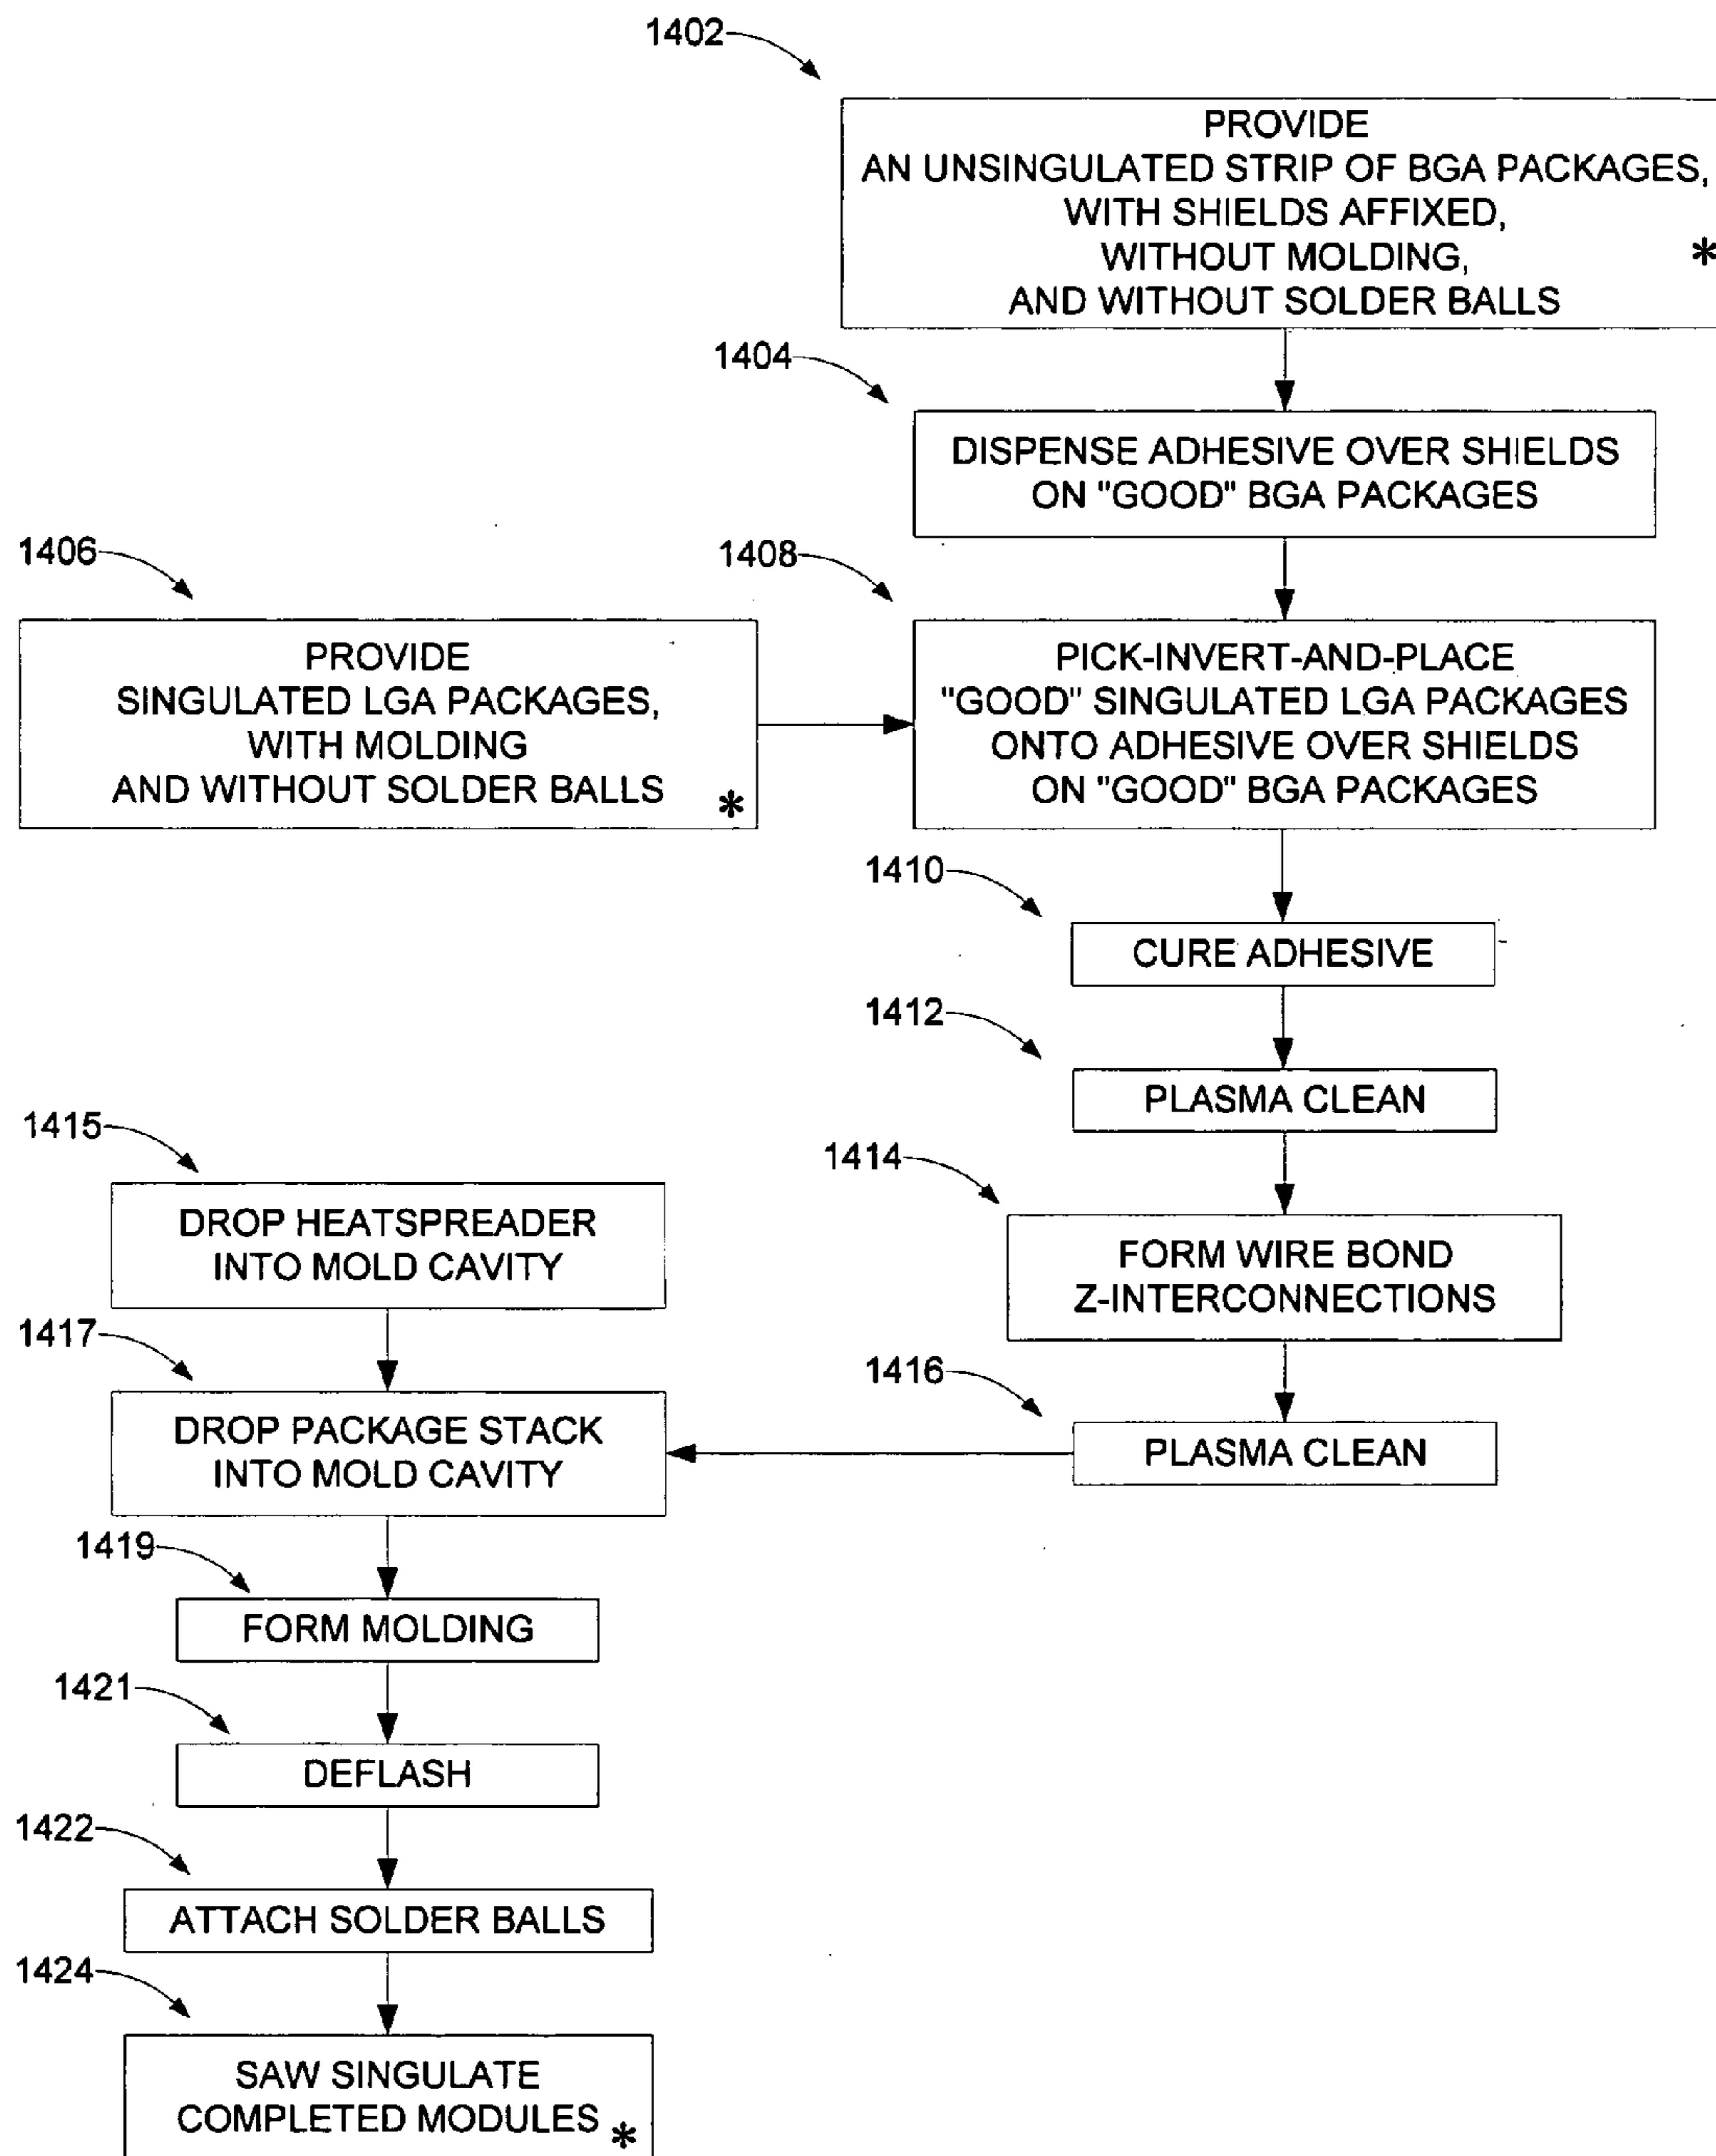 1402
PROVIDE
AN UNSINGULATED STRIP OF BGA PACKAGES,
WITH SHIELDS AFFIXED,
WITHOUT MOLDING,
AND WITHOUT SOLDER BALLS
*
1404
DISPENSE ADHESIVE OVER SHIELDS
ON "GOOD" BGA PACKAGES
1406
PROVIDE
SINGULATED LGA PACKAGES,
WITH MOLDING
AND WITHOUT SOLDER BALLS
*
1408
PICK-INVERT-AND-PLACE
"GOOD" SINGULATED LGA PACKAGES
ONTO ADHESIVE OVER SHIELDS
ON "GOOD" BGA PACKAGES
1410
CURE ADHESIVE
1412
PLASMA CLEAN
1414
FORM WIRE BOND
Z-INTERCONNECTIONS
1416
PLASMA CLEAN
1415
DROP HEATSPREADER
INTO MOLD CAVITY
1417
DROP PACKAGE STACK
INTO MOLD CAVITY
1419
FORM MOLDING
1421
DEFLASH
1422
ATTACH SOLDER BALLS
1424
SAW SINGULATE
COMPLETED MODULES
*